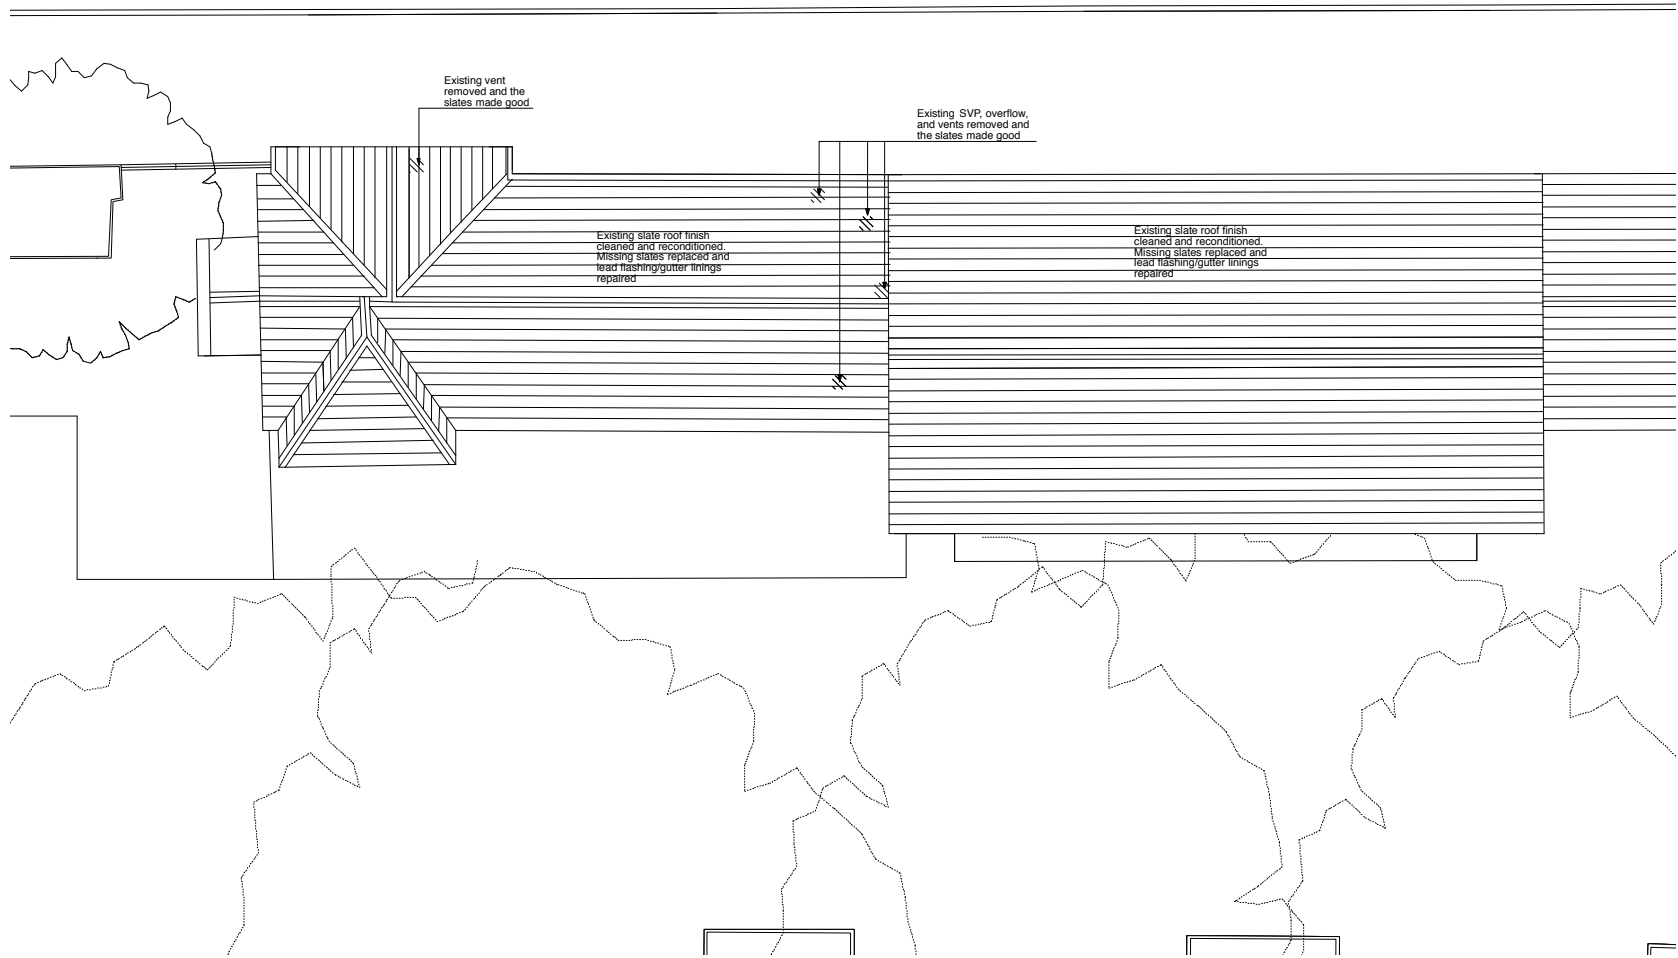 Existing vent
removed and the
slates made good
Existing SVP, overflow,
and vents removed and
the slates made good
Existing slate roof finish
cleaned and reconditioned.
Missing slates replaced and
lead flashing/gutter linings
repaired
Existing slate roof finish
cleaned and reconditioned.
Missing slates replaced and
lead flashing/gutter linings
repaired